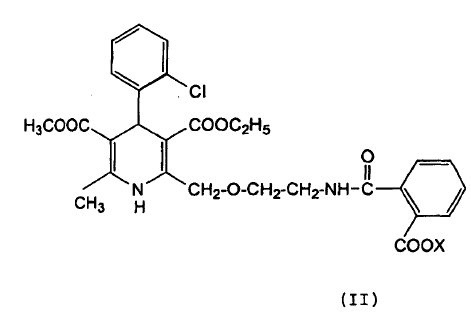 Cl
H3COOC
COOC2H5
CH3
N
H
CH2-O-CH2-CH2-NH-C
O
COOX
(II)